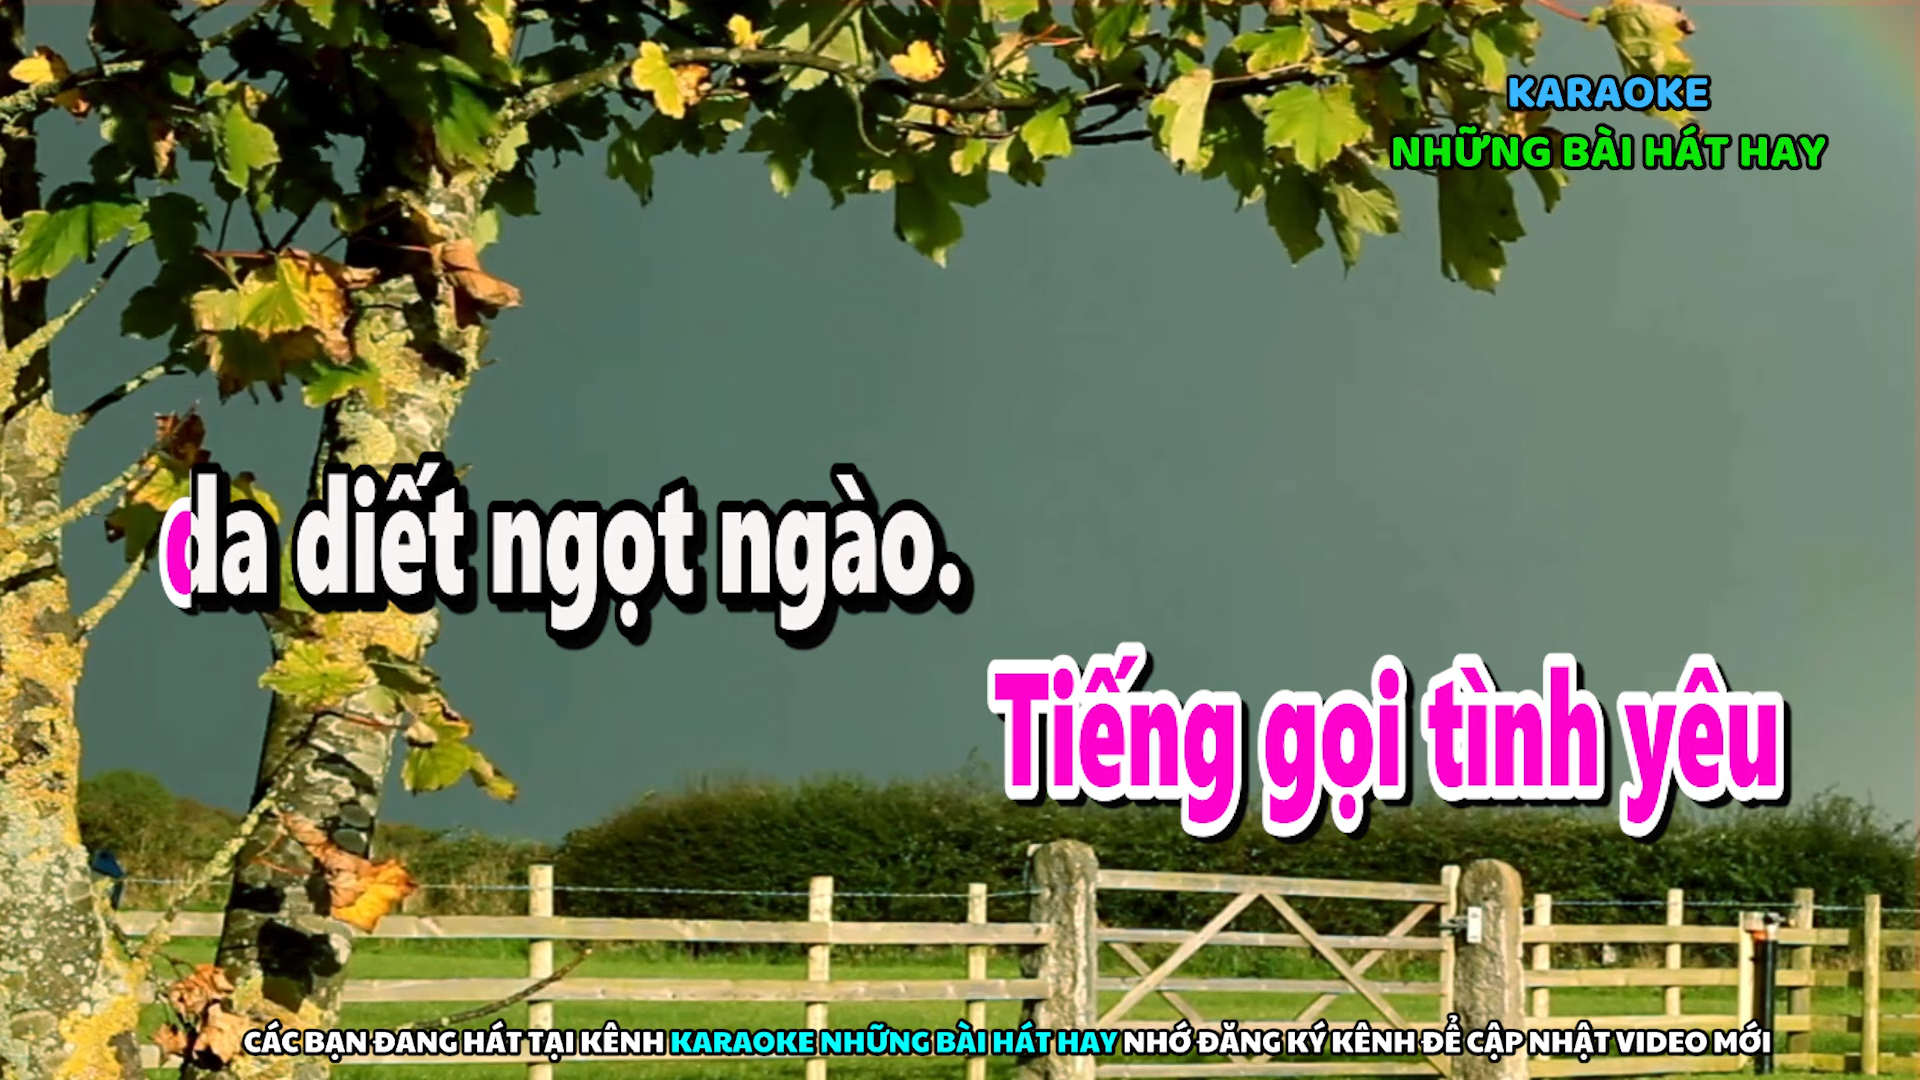 KARAOKE
NHỮNG BÀI HÁT HAY
da diết ngọt ngào.
Tiếng gọi tình yêu
CÁC BẠN ĐANG HÁT TẠI KÊNH KARAOKE NHỮNG BÀI HÁT HAY NHỚ ĐĂNG KÝ KÊNH ĐỂ CẬP NHẬT VIDEO MỚI